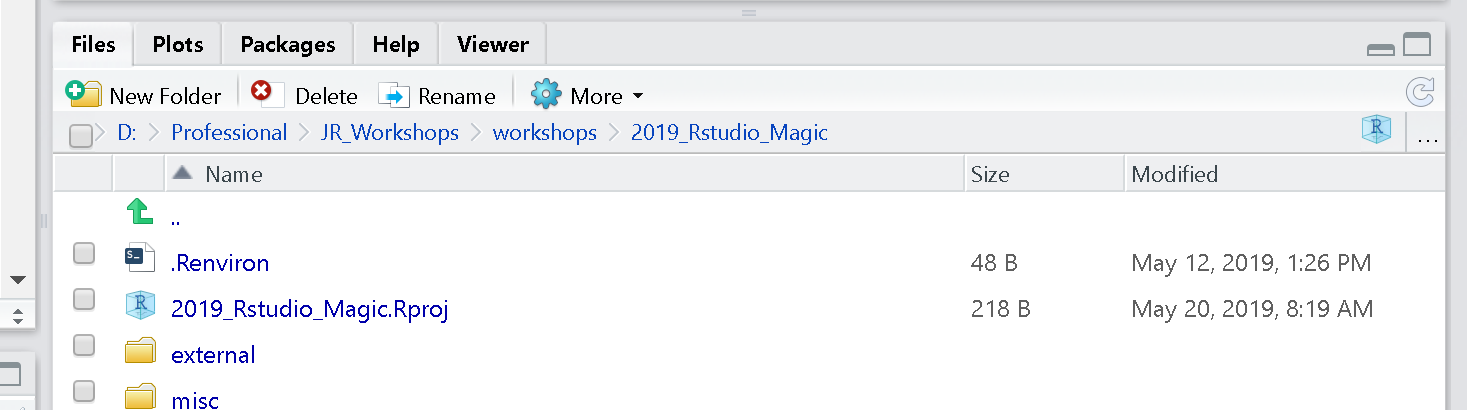 Files Plots Packages Help Viewer
New Folder Delete Rename More
D: Professional JR_Workshops workshops 2019_Rstudio_Magic R ...
Name Size Modified
..
S_ .Renviron 48 B May 12, 2019, 1:26 PM
R 2019_Rstudio_Magic.Rproj 218 B May 20, 2019, 8:19 AM
external
misc